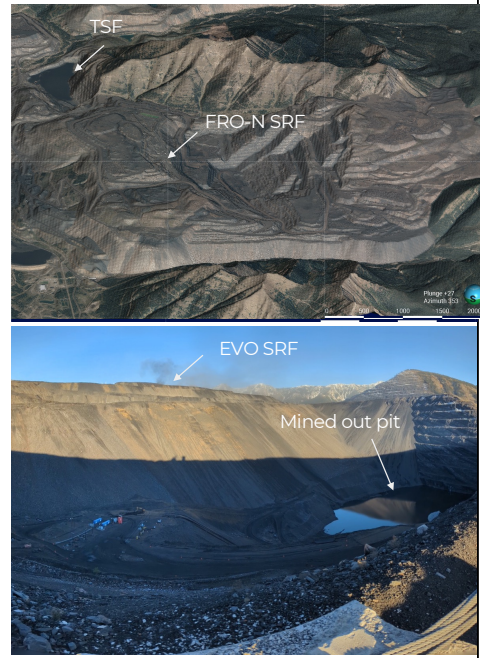 TSF
FRO-N SRF
Plunge +27
Azimuth 353
S
0 500 1000 1500 2000
EVO SRF
Mined out pit